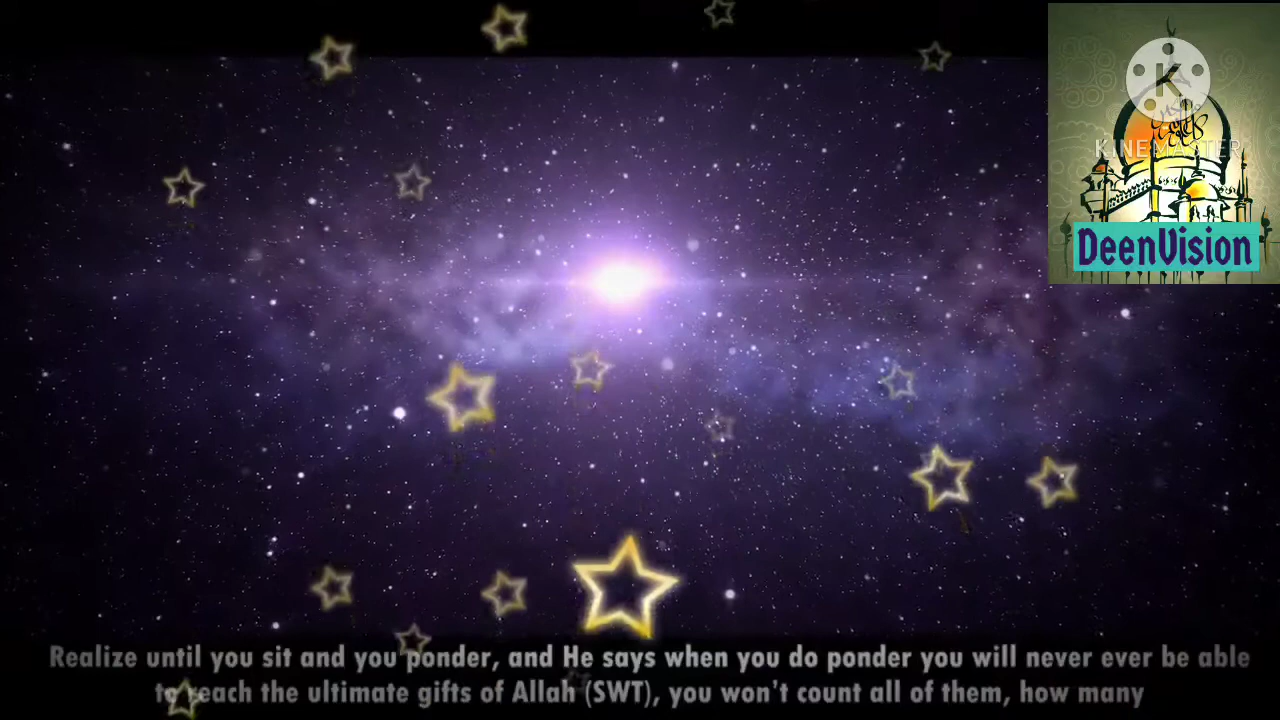 K
KINEMASTER
DeenVision
Realize until you sit and you ponder, and He says when you do ponder you will never ever be able
to reach the ultimate gifts of Allah (SWT), you won't count all of them, how many